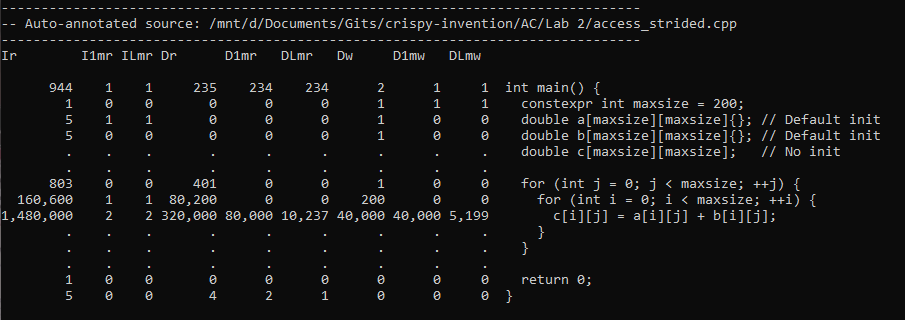 --------------------------------------------------------------------------------
-- Auto-annotated source: /mnt/d/Documents/Gits/crispy-invention/AC/Lab 2/access_strided.cpp
--------------------------------------------------------------------------------
Ir I1mr ILmr Dr D1mr DLmr Dw D1mw DLmw
944 1 1 235 234 234 2 1 1 int main() {
1 0 0 0 0 0 1 1 1 constexpr int maxsize = 200;
5 1 1 0 0 0 1 0 0 double a[maxsize][maxsize]{}; // Default init
5 0 0 0 0 0 1 0 0 double b[maxsize][maxsize]{}; // Default init
. . . . . . . . . double c[maxsize][maxsize]; // No init
. . . . . . . . .
803 0 0 401 0 0 1 0 0 for (int j = 0; j < maxsize; ++j) {
160,600 1 1 80,200 0 0 200 0 0 for (int i = 0; i < maxsize; ++i) {
1,480,000 2 2 320,000 80,000 10,237 40,000 40,000 5,199 c[i][j] = a[i][j] + b[i][j];
. . . . . . . . . }
. . . . . . . . . }
. . . . . . . . .
1 0 0 0 0 0 0 0 0 return 0;
5 0 0 4 2 1 0 0 0 }